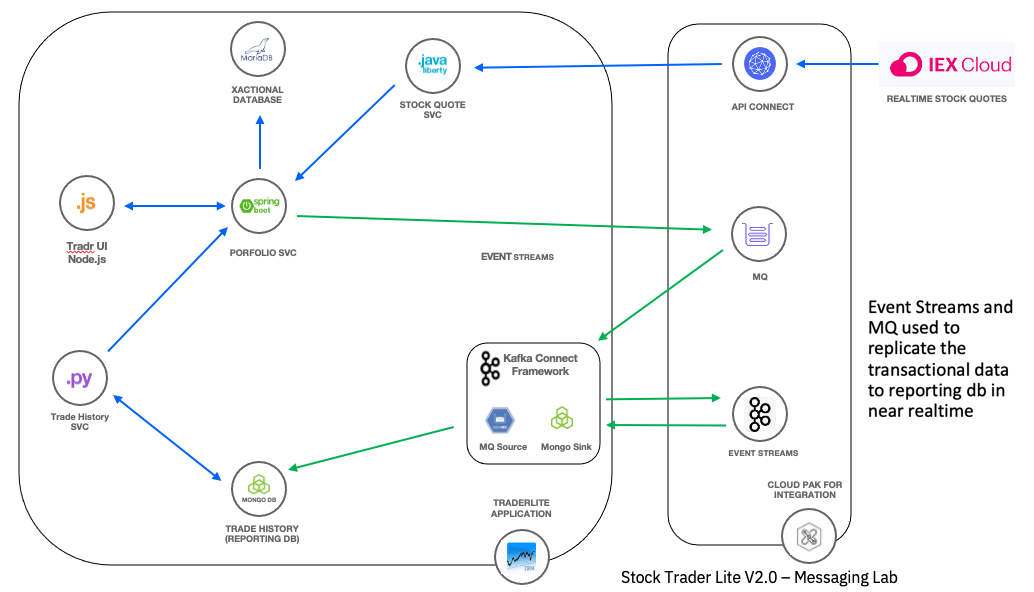 MariaDB
XACTIONAL
DATABASE
.java
liberty
STOCK QUOTE
SVC
API CONNECT
IEX Cloud
REALTIME STOCK QUOTES
.js
Tradr UI
Node.js
spring
boot
PORFOLIO SVC
EVENT STREAMS
MQ
Event Streams and
MQ used to
replicate the
transactional data
to reporting db in
near realtime
Kafka Connect
Framework
MQ Source
Mongo Sink
.py
Trade History
SVC
EVENT STREAMS
MONGO DB
TRADE HISTORY
(REPORTING DB)
TRADERLITE
APPLICATION
IBM
CLOUD PAK FOR
INTEGRATION
Stock Trader Lite V2.0 – Messaging Lab